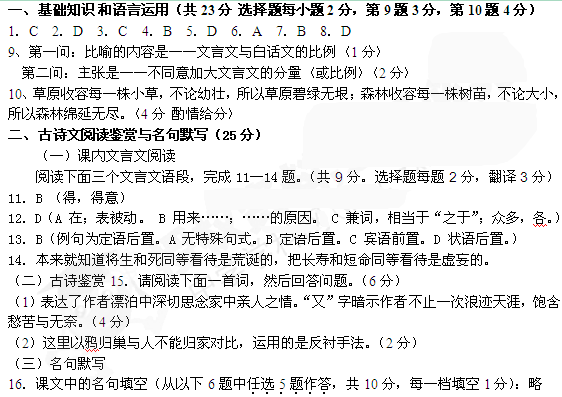 一、基础知识和语言运用（共 23 分 选择题每小题 2 分，第 9 题 3 分，第 10 题 4 分）
1. C 2. D 3. C 4. B 5. D 6. A 7. B 8. D
9、第一问：比喻的内容是——文言文与白话文的比例（1 分）
第二问：主张是——不同意加大文言文的分量〈或比例〉（2 分）
10、草原收容每一株小草，不论幼壮，所以草原碧绿无垠；森林收容每一株树苗，不论大小，
所以森林绵延无尽。（4 分 酌情给分）
二、古诗文阅读鉴赏与名句默写（25 分）
（一）课内文言文阅读
阅读下面三个文言文语段，完成 11—14 题。（共 9 分。选择题每题 2 分，翻译 3 分）
11. B （得，得意）
12. D（A 在；表被动。 B 用来……；……的原因。 C 兼词，相当于“之于”；众多，各。）
13. B（例句为定语后置。A 无特殊句式。B 定语后置。C 宾语前置。D 状语后置。）
14. 本来就知道将生和死同等看待是荒诞的，把长寿和短命同等看待是虚妄的。
（二）古诗鉴赏 15. 请阅读下面一首词，然后回答问题。（6 分）
（1）表达了作者漂泊中深切思念家中亲人之情。“又”字暗示作者不止一次浪迹天涯，饱含
愁苦与无奈。（4 分）
（2）这里以鸦归巢与人不能归家对比，运用的是反衬手法。（2 分）
（三）名句默写
16. 课文中的名句填空（从以下 6 题中任选 5 题作答，共 10 分，每一档填空 1 分）：略